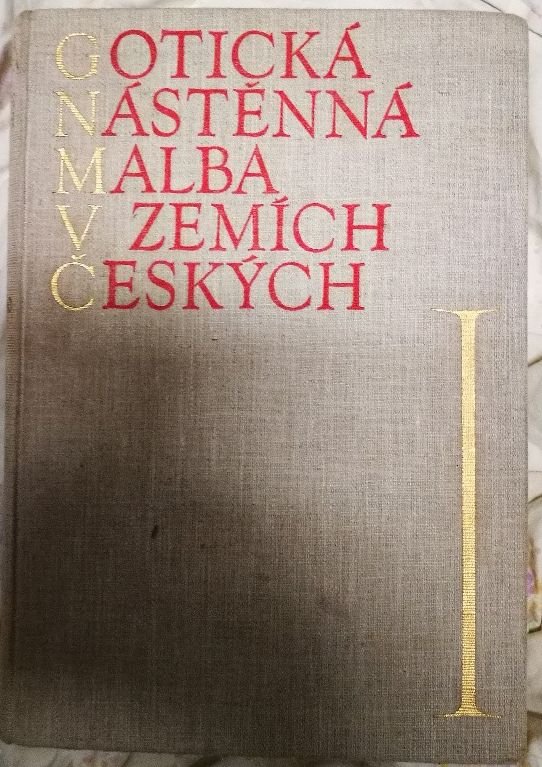 GOTICKÁ
NÁSTĚNNÁ
MALBA
V ZEMÍCH
ČESKÝCH
I